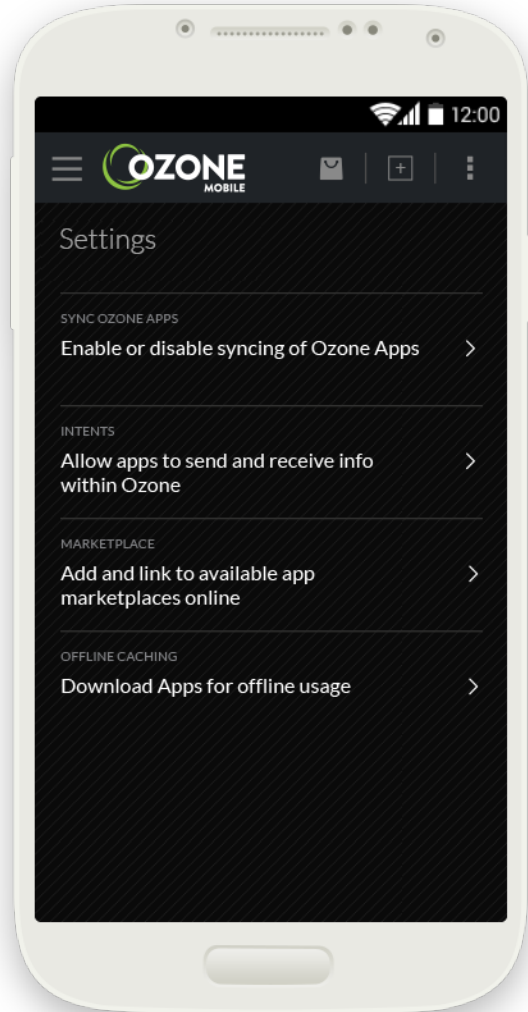 12:00
OZONE
MOBILE
Settings
SYNC OZONE APPS
Enable or disable syncing of Ozone Apps
INTENTS
Allow apps to send and receive info
within Ozone
MARKETPLACE
Add and link to available app
marketplaces online
OFFLINE CACHING
Download Apps for offline usage